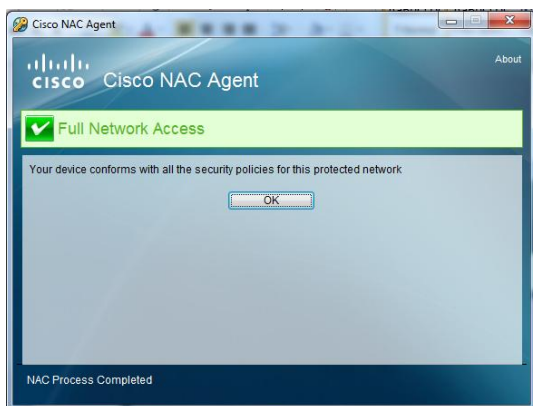 Cisco NAC Agent
About
CISCO Cisco NAC Agent
Full Network Access
Your device conforms with all the security policies for this protected network
OK
NAC Process Completed